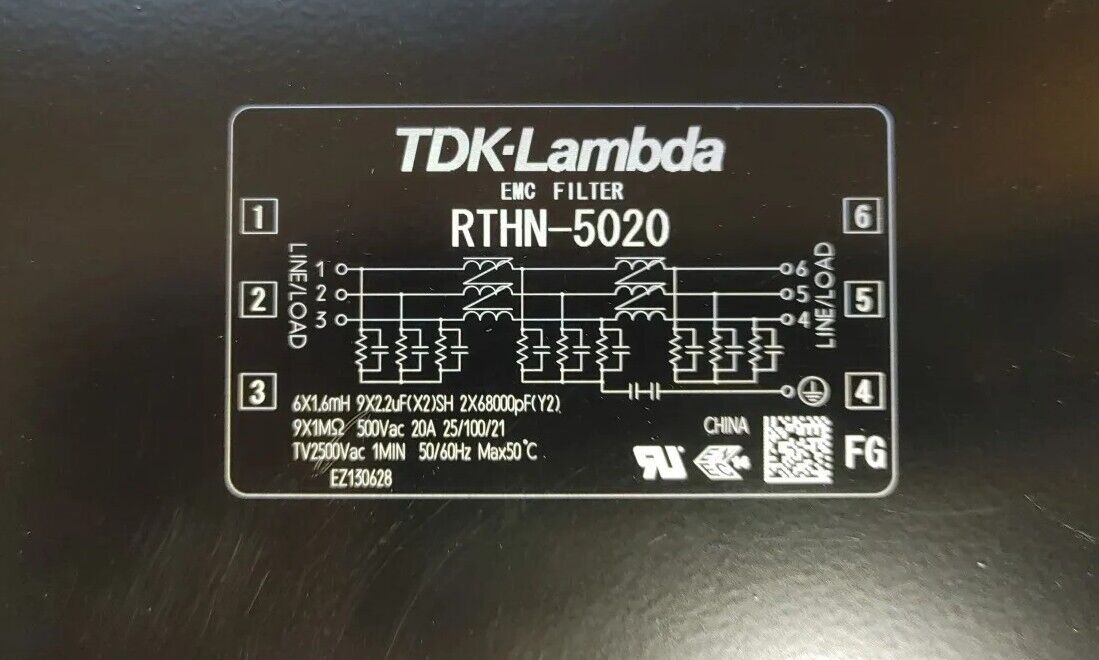 TDK·Lambda
EMC FILTER
RTHN-5020
1
6
LINE/LOAD
1
6
LINE/LOAD
2
2
5
5
3
4
3
4
6X1.6mH 9X2.2uF(X2)SH 2X68000pF(Y2)
9X1MΩ 500Vac 20A 25/100/21
TV2500Vac 1MIN 50/60Hz Max50℃
EZ130628
CHINA
FG
RU